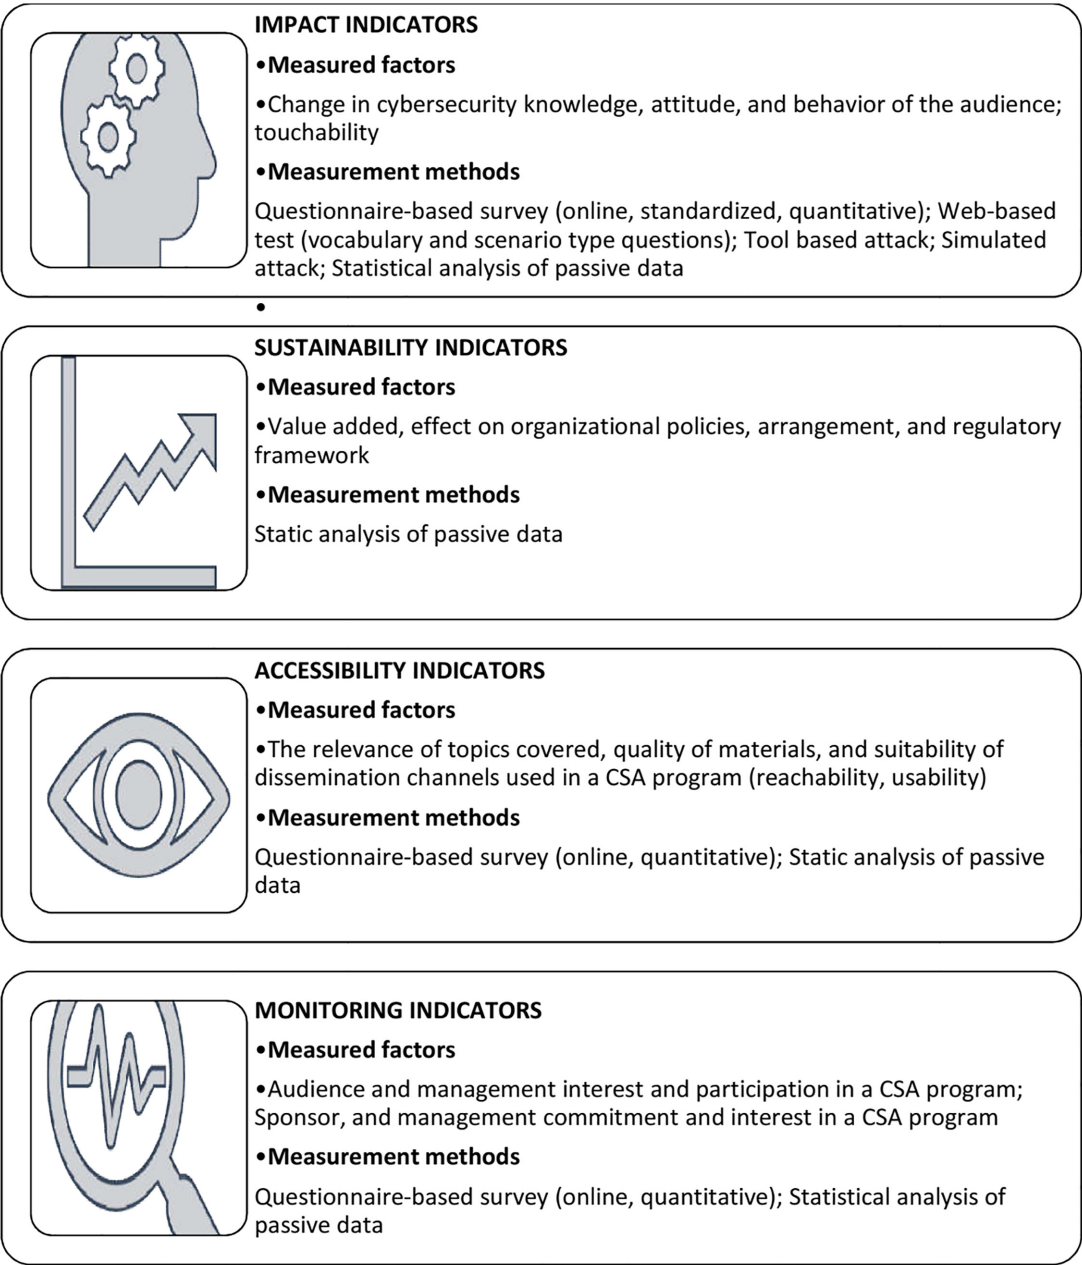 IMPACT INDICATORS
•Measured factors
•Change in cybersecurity knowledge, attitude, and behavior of the audience;
touchability
•Measurement methods
Questionnaire-based survey (online, standardized, quantitative); Web-based
test (vocabulary and scenario type questions); Tool based attack; Simulated
attack; Statistical analysis of passive data
•
SUSTAINABILITY INDICATORS
•Measured factors
•Value added, effect on organizational policies, arrangement, and regulatory
framework
•Measurement methods
Static analysis of passive data
ACCESSIBILITY INDICATORS
•Measured factors
•The relevance of topics covered, quality of materials, and suitability of
dissemination channels used in a CSA program (reachability, usability)
•Measurement methods
Questionnaire-based survey (online, quantitative); Static analysis of passive
data
MONITORING INDICATORS
•Measured factors
•Audience and management interest and participation in a CSA program;
Sponsor, and management commitment and interest in a CSA program
•Measurement methods
Questionnaire-based survey (online, quantitative); Statistical analysis of
passive data